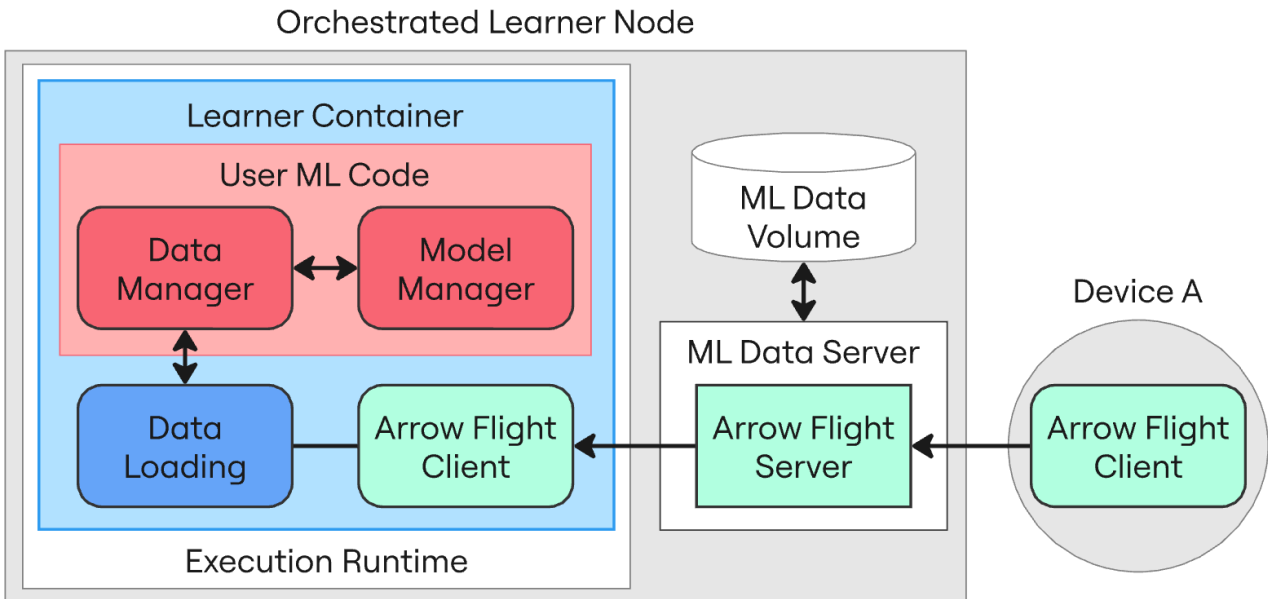 Orchestrated Learner Node
Learner Container
User ML Code
Data
Manager
Model
Manager
Data
Loading
Arrow Flight
Client
Execution Runtime
ML Data
Volume
ML Data Server
Arrow Flight
Server
Device A
Arrow Flight
Client